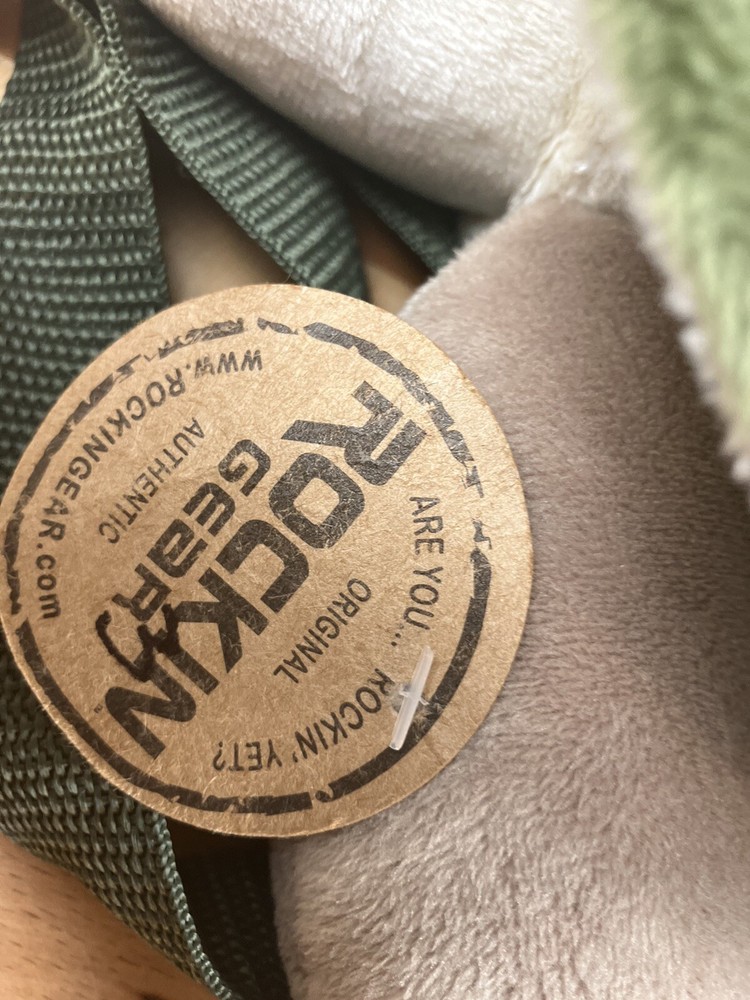 ARE YOU... ROCKIN' YET?
ORIGINAL
ROCKIN
GEAR
AUTHENTIC
WWW.ROCKINGEAR.com